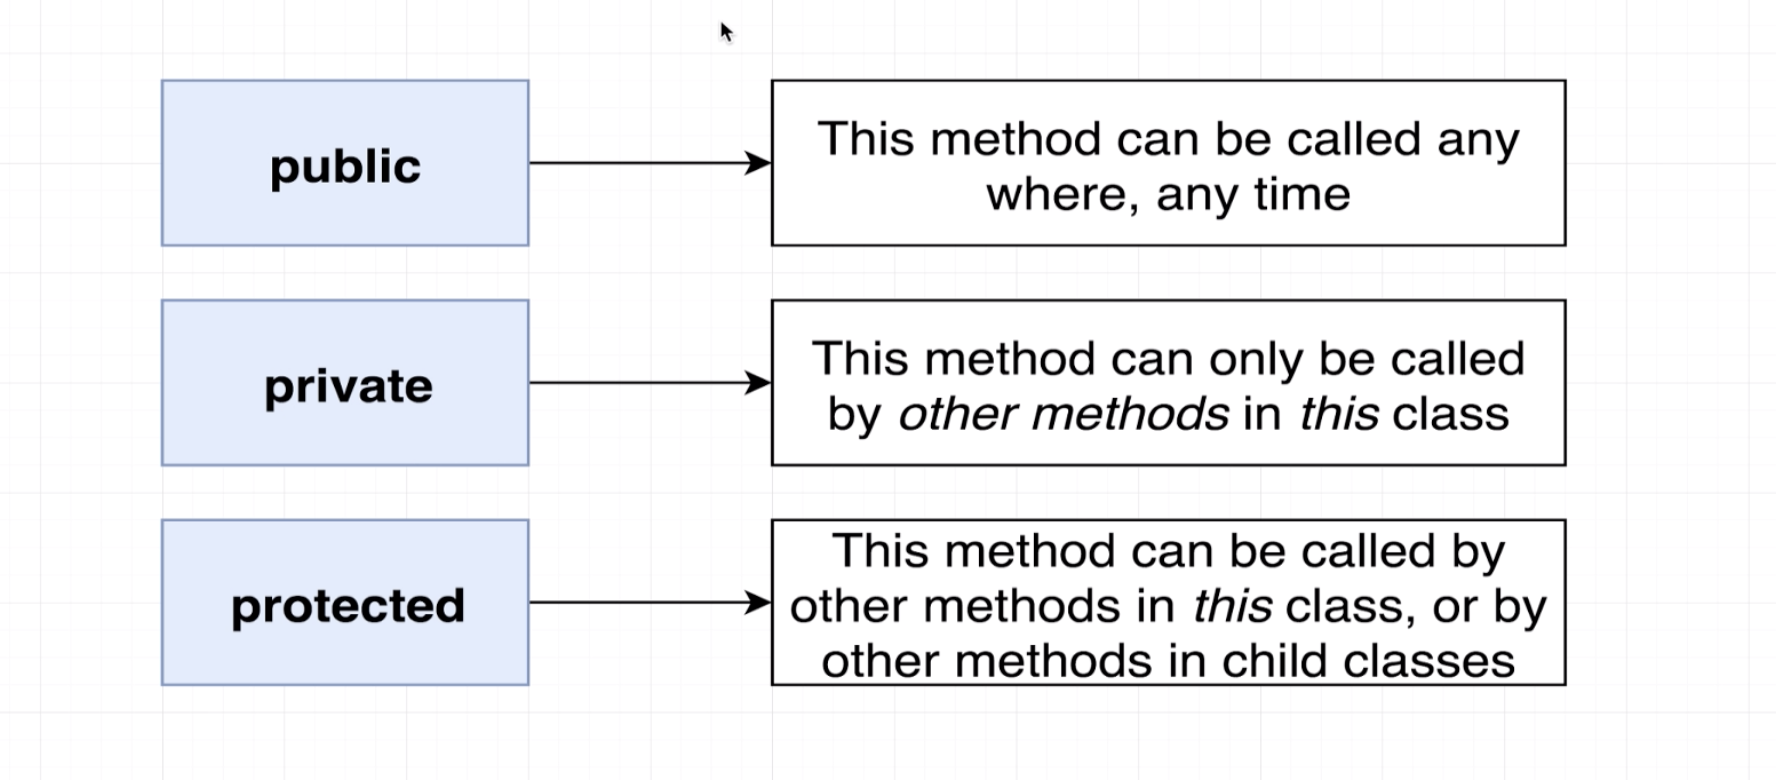 public
This method can be called any
where, any time
private
This method can only be called
by other methods in this class
protected
This method can be called by
other methods in this class, or by
other methods in child classes